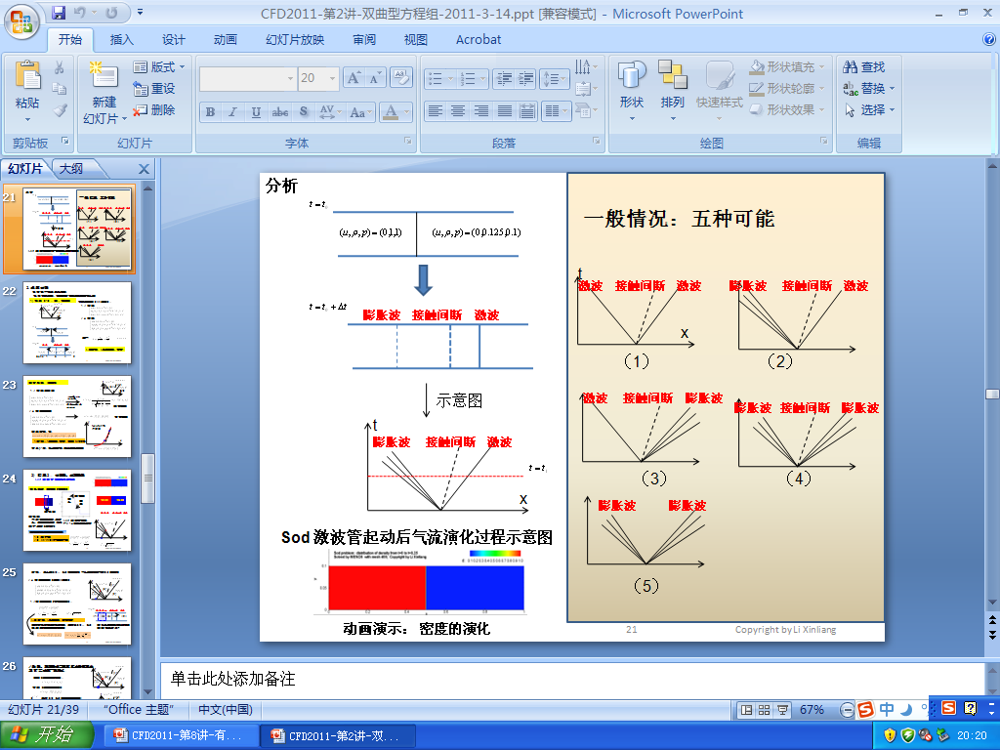 CFD2011-第2讲-双曲型方程组-2011-3-14.ppt [兼容模式] - Microsoft PowerPoint
开始 插入 设计 动画 幻灯片放映 审阅 视图 Acrobat
粘贴
新建
幻灯片
版式
重设
删除
20
B I U abc S AV Aa A
形状 排列 快速样式
形状填充
形状轮廓
形状效果
查找
替换
选择
剪贴板 幻灯片 字体 段落 绘图 编辑
幻灯片 大纲
21
22
23
24
25
26
分析
(u,ρ,p)=(0,1,1) (u,ρ,p)=(0,0.125,0.1)
膨胀波 接触间断 激波
示意图
t
膨胀波 接触间断 激波
x
Sod 激波管起动后气流演化过程示意图
动画演示： 密度的演化
一般情况：五种可能
t
激波 接触间断 激波
x
（1）
膨胀波 接触间断 激波
（2）
激波 接触间断 膨胀波
（3）
膨胀波 接触间断 膨胀波
（4）
膨胀波 膨胀波
（5）
21 Copyright by Li Xinliang
单击此处添加备注
幻灯片 21/39 "Office 主题" 中文(中国) 67% 中
开始 CFD2011-第8讲-有... CFD2011-第2讲-双... 20:20